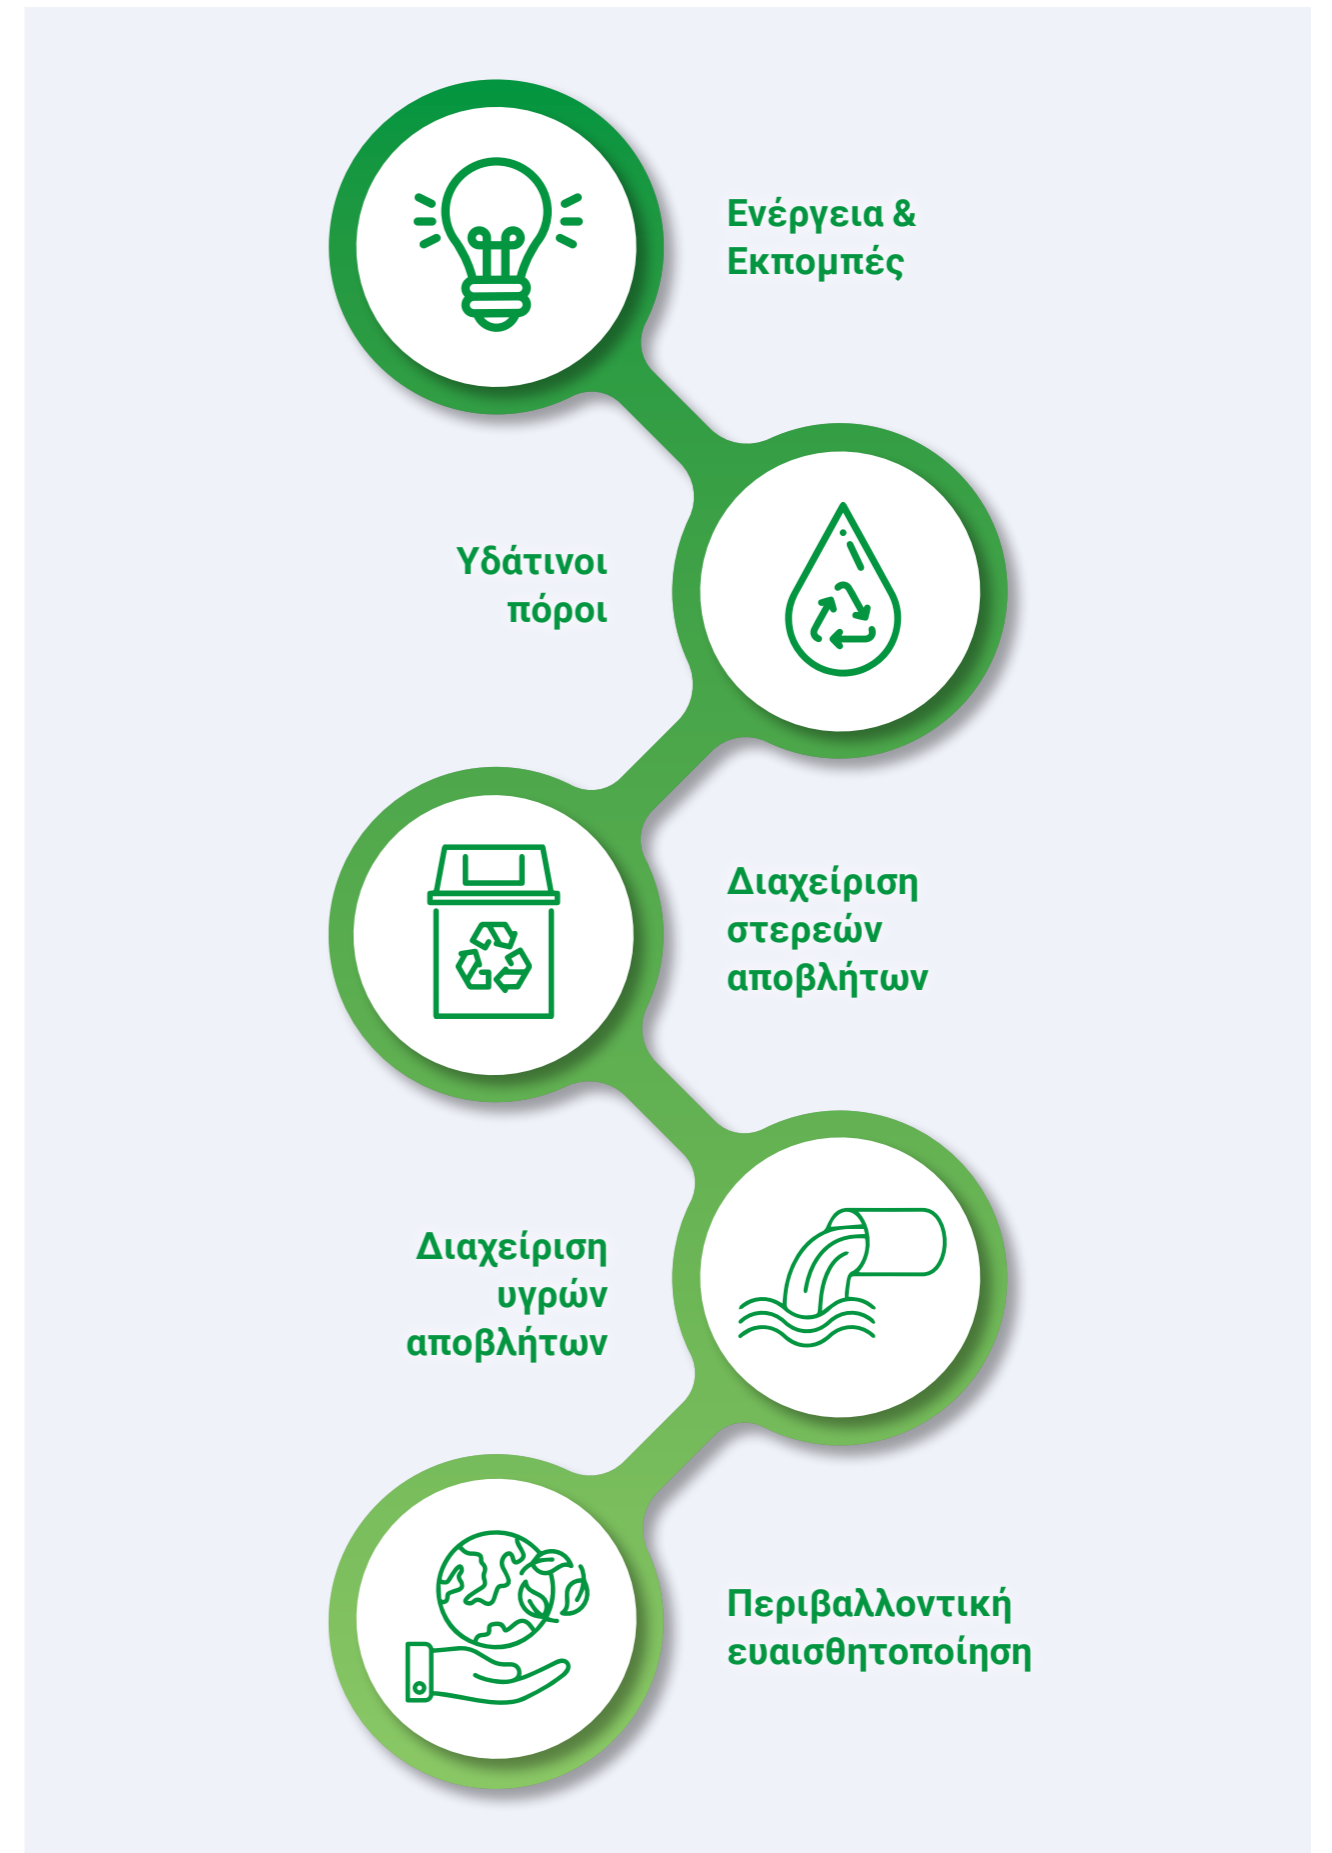 Ενέργεια &
Εκπομπές
Υδάτινοι
πόροι
Διαχείριση
στερεών
αποβλήτων
Διαχείριση
υγρών
αποβλήτων
Περιβαλλοντική
ευαισθητοποίηση